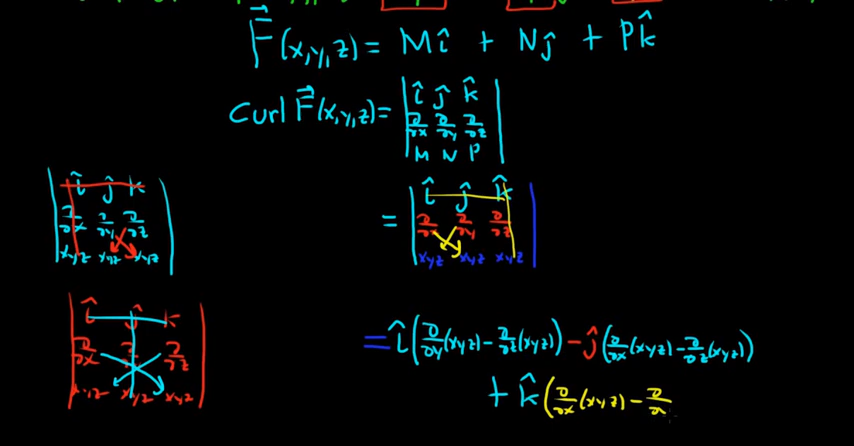 F⃗(x,y,z) = Mî + Nĵ + Pk̂
Curl F⃗(x,y,z) = | î ĵ k̂ |
| ∂/∂x ∂/∂y ∂/∂z |
| M N P |
| î ĵ k |
| ∂/∂x ∂/∂y ∂/∂z |
| xyz xyz xyz |
= | î ĵ k̂ |
| ∂/∂x ∂/∂y ∂/∂z |
| xyz xyz xyz |
| î ĵ k |
| ∂/∂x ∂/∂z |
| xyz xyz xyz |
= î(∂/∂y(xyz) - ∂/∂z(xyz)) - ĵ(∂/∂x(xyz) - ∂/∂z(xyz))
+ k̂(∂/∂x(xyz) - ∂/∂